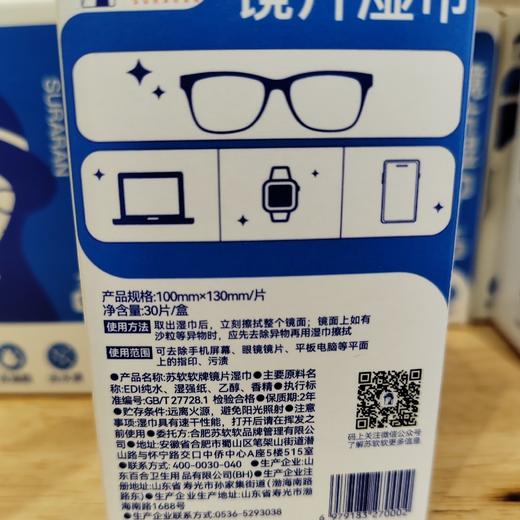 镜片湿巾
SURARAN
产品规格:100mm×130mm/片
净含量:30片/盒
使用方法 取出湿巾后，立刻擦拭整个镜面；镜面上如有
沙粒等异物时，应先去除异物再用湿巾擦拭
使用范围 可去除手机屏幕、眼镜镜片、平板电脑等平面
上的指印、污渍
●产品名称:苏软软牌镜片湿巾●主要原料名
称:EDI纯水、湿强纸、乙醇、香精●执行标
准编号:GB/T 27728.1 检验合格●保质期:2年
●贮存条件:远离火源，避免阳光照射●注意
事项:湿巾具有速干性能，打开后请在挥发之
前使用●委托方:合肥苏软软品牌管理有限公司
●地址:安徽省合肥市蜀山区笔架山街道潜
山路与怀宁路交口中侨中心A座5楼515室
●联系方式:400-0030-040 ●生产企业:山
东百合卫生用品有限公司●生产企业注
册地址:山东省寿光市孙家集街道(渤海南
路路东)●生产地址:山东省寿光市渤
海南路1688号
●生产企业联系方式:0536-5293038
码上关注微信公众号
了解苏软软更多信息
6979183270002